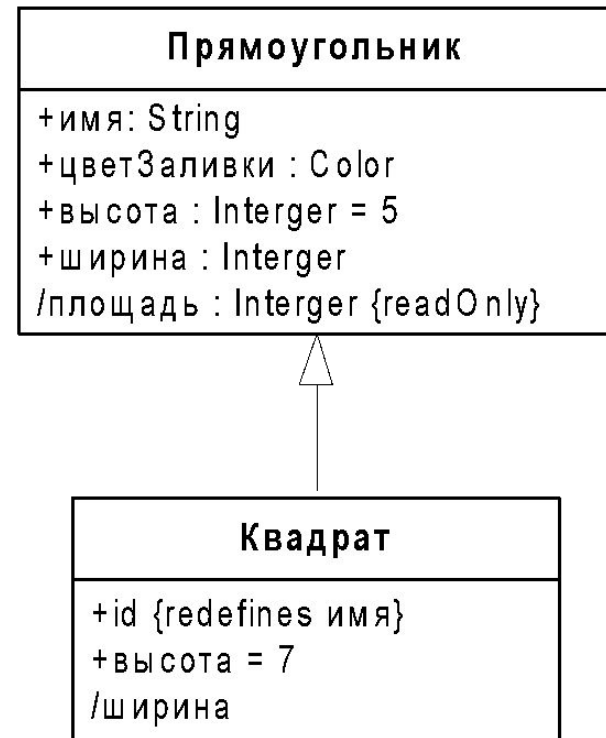 Прямоугольник
+имя: String
+цветЗаливки : Color
+высота : Interger = 5
+ширина : Interger
/площадь : Interger {readOnly}
Квадрат
+id {redefines имя}
+высота = 7
/ширина